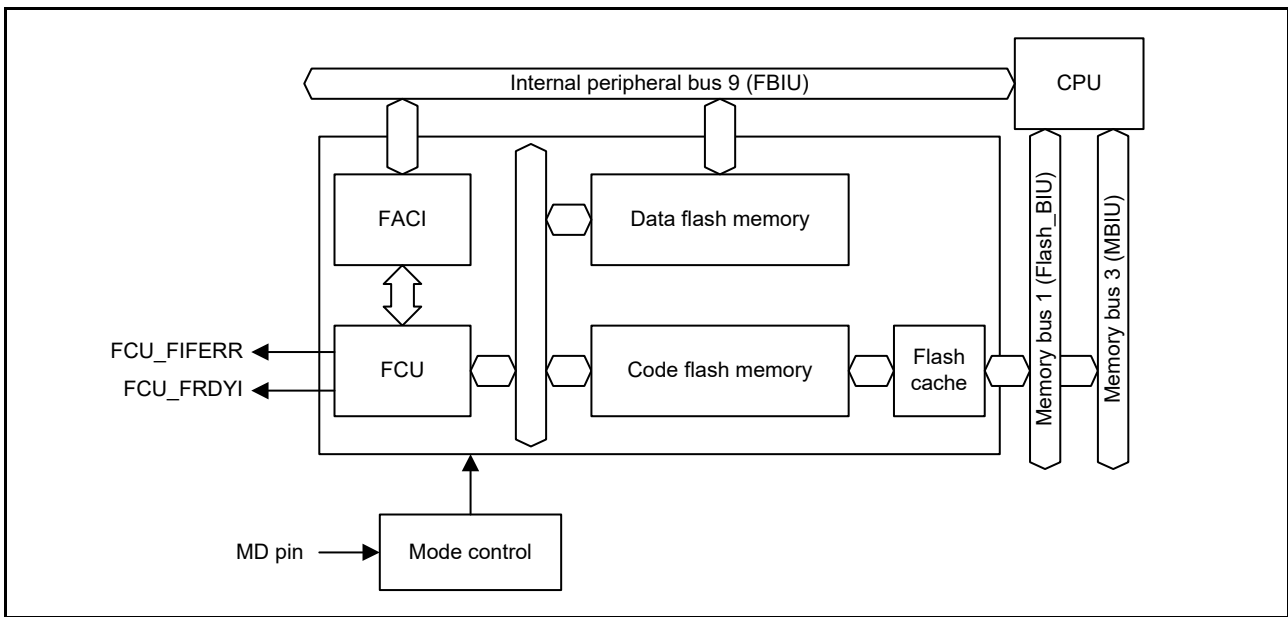 Internal peripheral bus 9 (FBIU)
CPU
FACI
Data flash memory
Memory bus 1 (Flash_BIU)
Memory bus 3 (MBIU)
FCU_FIFERR
FCU_FRDYI
FCU
Code flash memory
Flash
cache
MD pin
Mode control